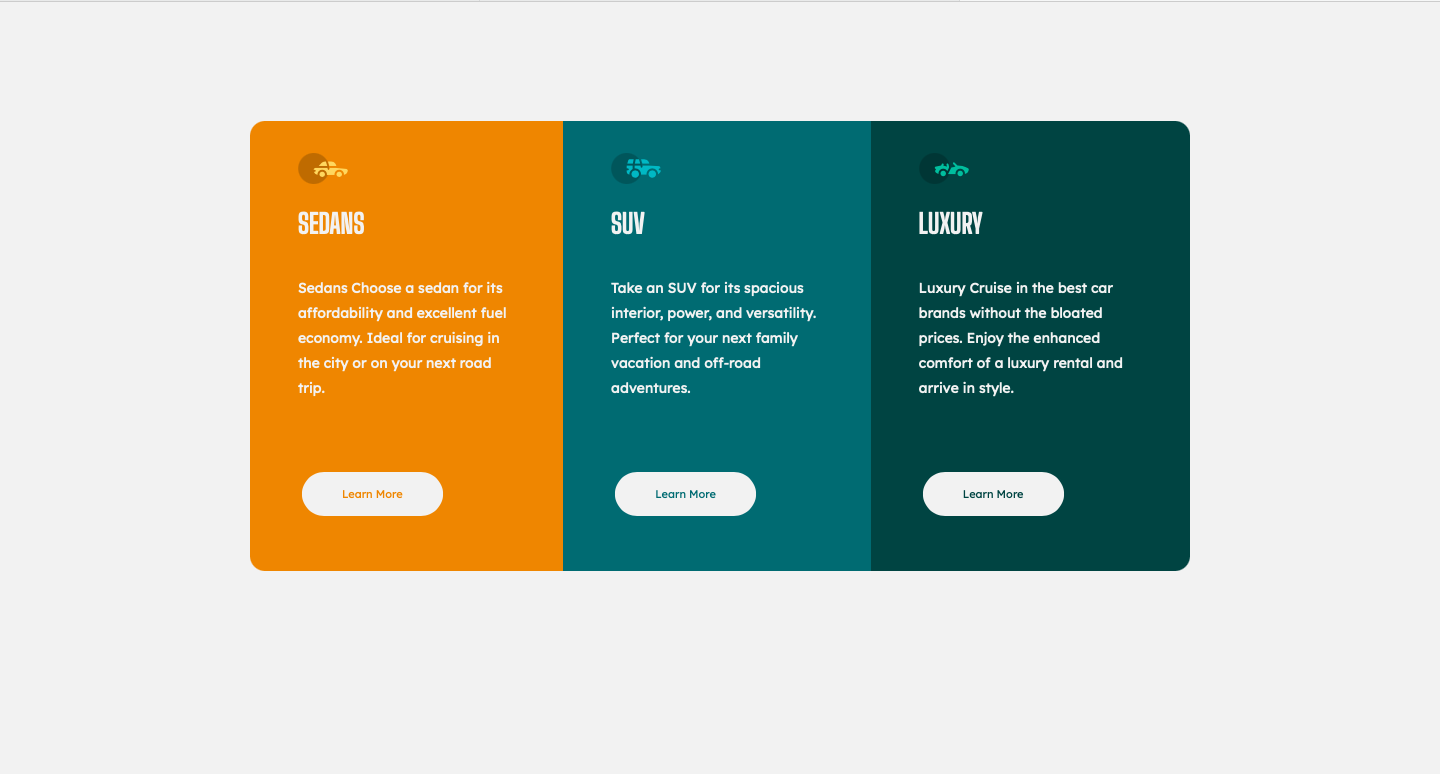 SEDANS
Sedans Choose a sedan for its
affordability and excellent fuel
economy. Ideal for cruising in
the city or on your next road
trip.
Learn More
SUV
Take an SUV for its spacious
interior, power, and versatility.
Perfect for your next family
vacation and off-road
adventures.
Learn More
LUXURY
Luxury Cruise in the best car
brands without the bloated
prices. Enjoy the enhanced
comfort of a luxury rental and
arrive in style.
Learn More